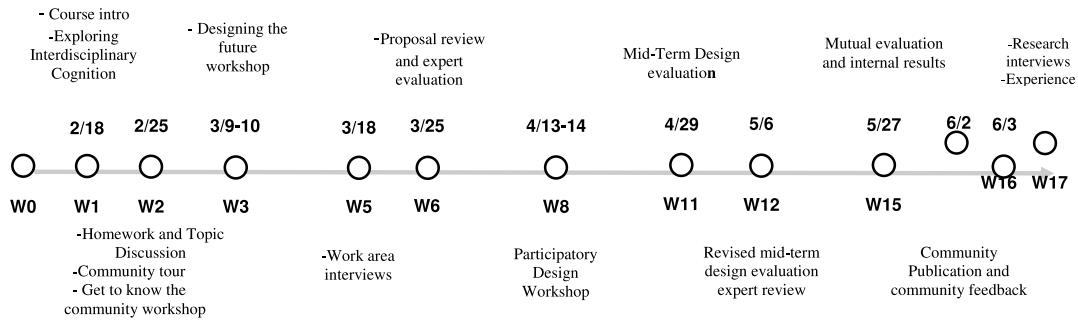 - Course intro
-Exploring
Interdisciplinary
Cognition
- Designing the
future
workshop
-Proposal review
and expert
evaluation
Mid-Term Design
evaluation
Mutual evaluation
and internal results
-Research
interviews
-Experience
2/18
2/25
3/9-10
3/18
3/25
4/13-14
4/29
5/6
5/27
6/2
6/3
W0
W1
W2
W3
W5
W6
W8
W11
W12
W15
W16
W17
-Homework and Topic
Discussion
-Community tour
- Get to know the
community workshop
-Work area
interviews
Participatory
Design
Workshop
Revised mid-term
design evaluation
expert review
Community
Publication and
community feedback